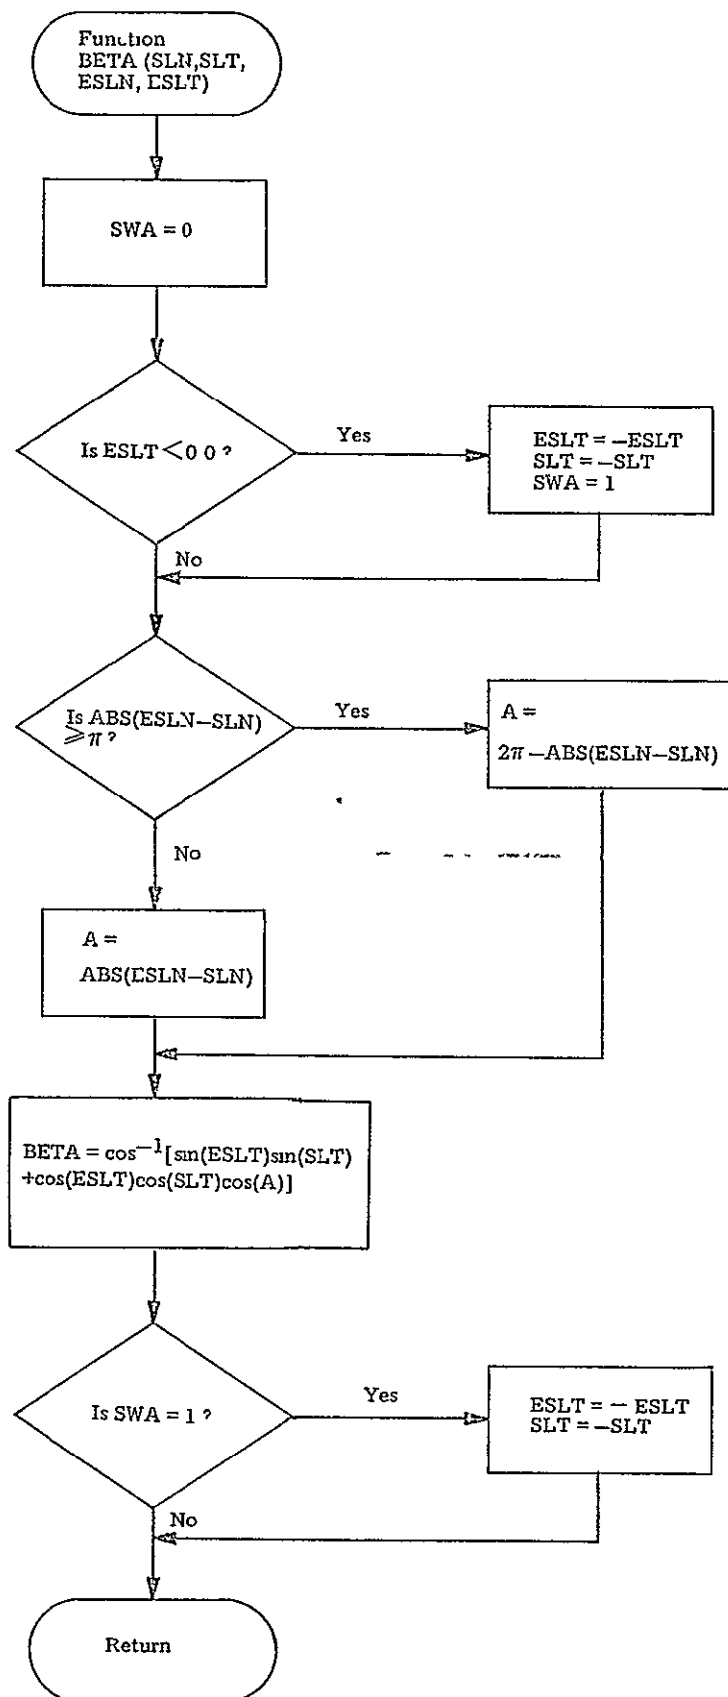 Function
BETA (SLN,SLT,
ESLN, ESLT)
SWA = 0
Is ESLT <0 0 ?
Yes
ESLT = −ESLT
SLT = −SLT
SWA = 1
No
Is ABS(ESLN−SLN)
⩾π ?
Yes
A =
2π−ABS(ESLN−SLN)
No
A =
ABS(ESLN−SLN)
BETA = cos⁻¹[sin(ESLT)sin(SLT)
+cos(ESLT)cos(SLT)cos(A)]
Is SWA = 1 ?
Yes
ESLT = − ESLT
SLT = −SLT
No
Return